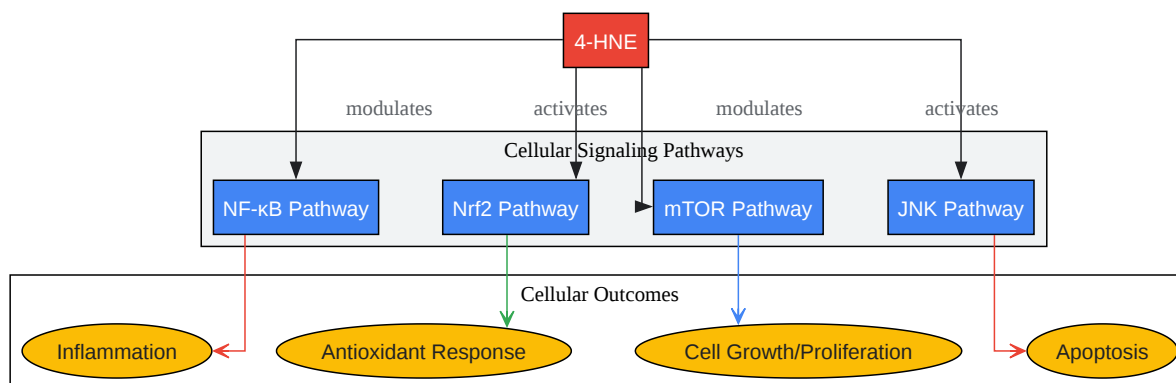 4-HNE
modulates
activates
modulates
activates
Cellular Signaling Pathways
NF-κB Pathway
Nrf2 Pathway
mTOR Pathway
JNK Pathway
Cellular Outcomes
Inflammation
Antioxidant Response
Cell Growth/Proliferation
Apoptosis